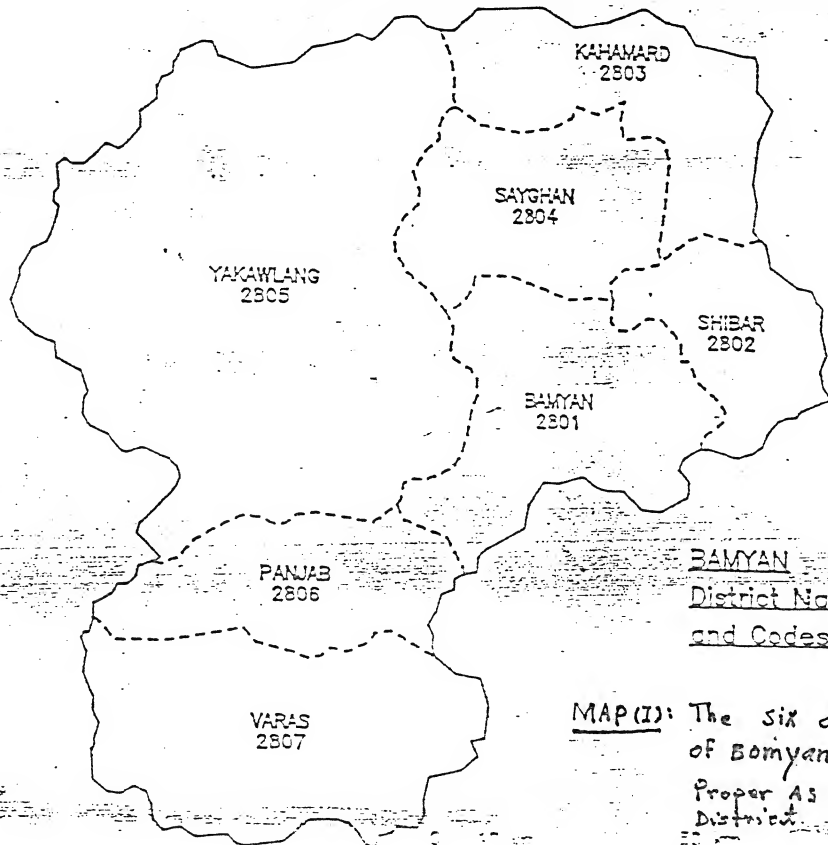 KAHAMARD
2803
SAYGHAN
2804
YAKAWLANG
2805
SHIBAR
2802
BAMYAN
2801
PANJAB
2806
BAMYAN
District Na
and Codes
VARAS
2807
MAP (I): The six d
of Bamyan
Proper As
District